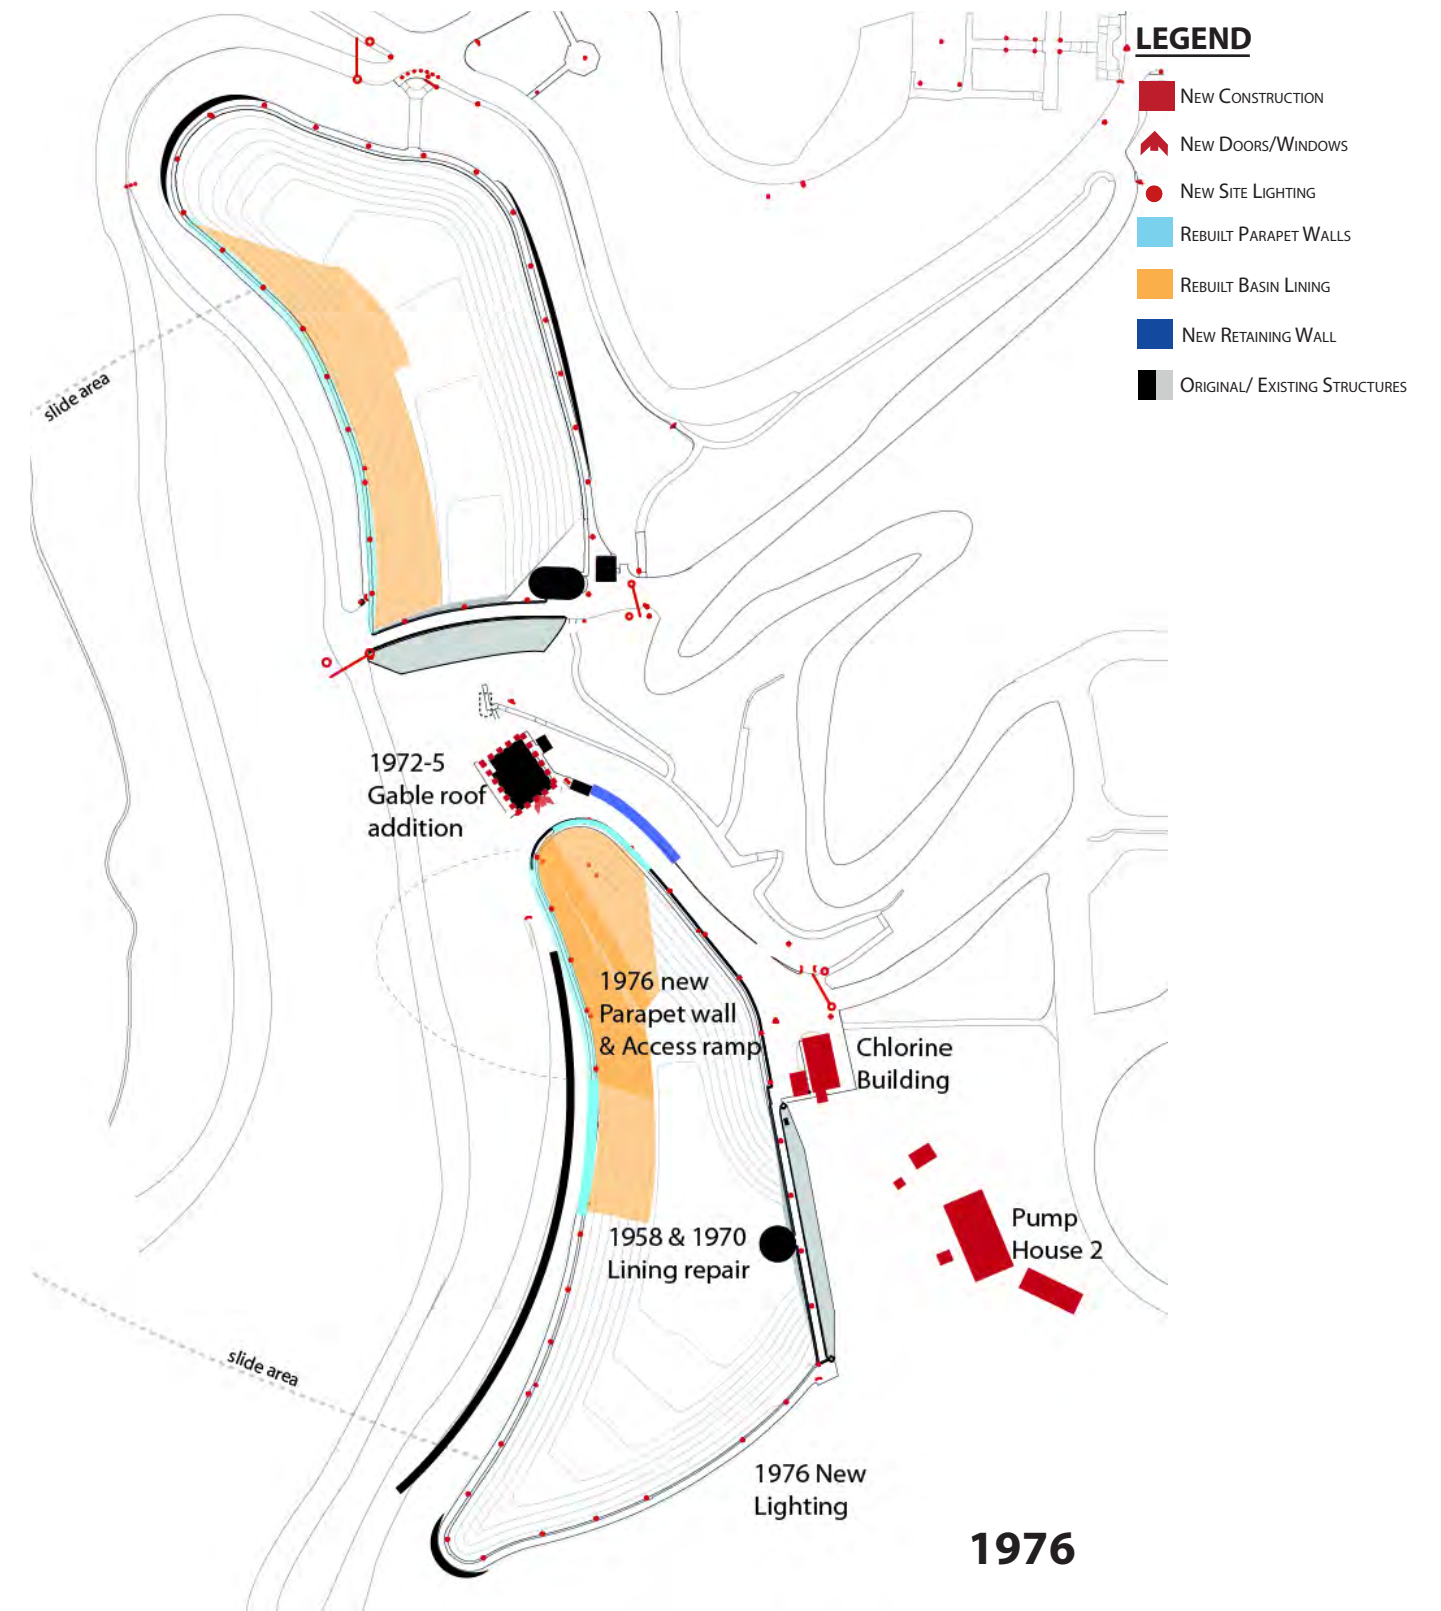 LEGEND
New Construction
New Doors/Windows
New Site Lighting
Rebuilt Parapet Walls
Rebuilt Basin Lining
New Retaining Wall
Original/ Existing Structures
slide area
1972-5
Gable roof
addition
1976 new
Parapet wall
& Access ramp
Chlorine
Building
Pump
House 2
1958 & 1970
Lining repair
slide area
1976 New
Lighting
1976